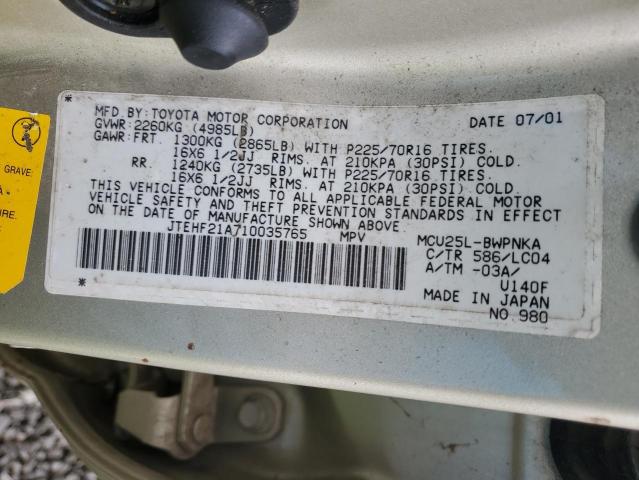 MFD BY:TOYOTA MOTOR CORPORATION DATE 07/01
GVWR:2260KG (4985LB)
GAWR:FRT. 1300KG (2865LB) WITH P225/70R16 TIRES.
16X6 1/2JJ RIMS. AT 210KPA (30PSI) COLD.
RR. 1240KG (2735LB) WITH P225/70R16 TIRES.
16X6 1/2JJ RIMS. AT 210KPA (30PSI) COLD.
THIS VEHICLE CONFORMS TO ALL APPLICABLE FEDERAL MOTOR
VEHICLE SAFETY AND THEFT PREVENTION STANDARDS IN EFFECT
ON THE DATE OF MANUFACTURE SHOWN ABOVE.
JTEHF21A710035765 MPV MCU25L-BWPNKA
C/TR 586/LC04
A/TM -03A/
U140F
MADE IN JAPAN
NO.980
GRAVE
URE.